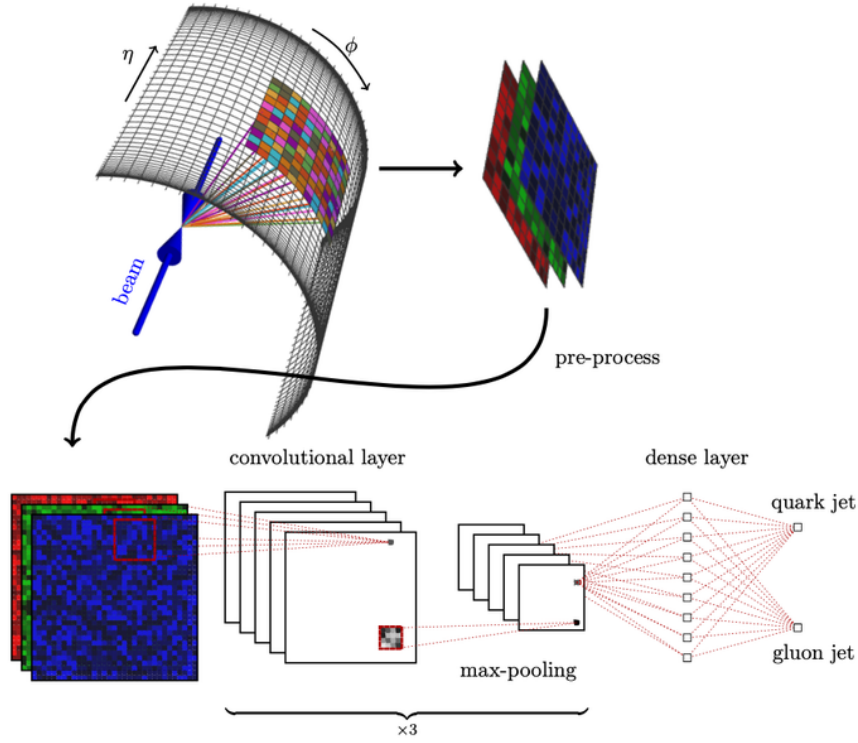 η
ϕ
beam
pre-process
convolutional layer
dense layer
quark jet
gluon jet
max-pooling
×3